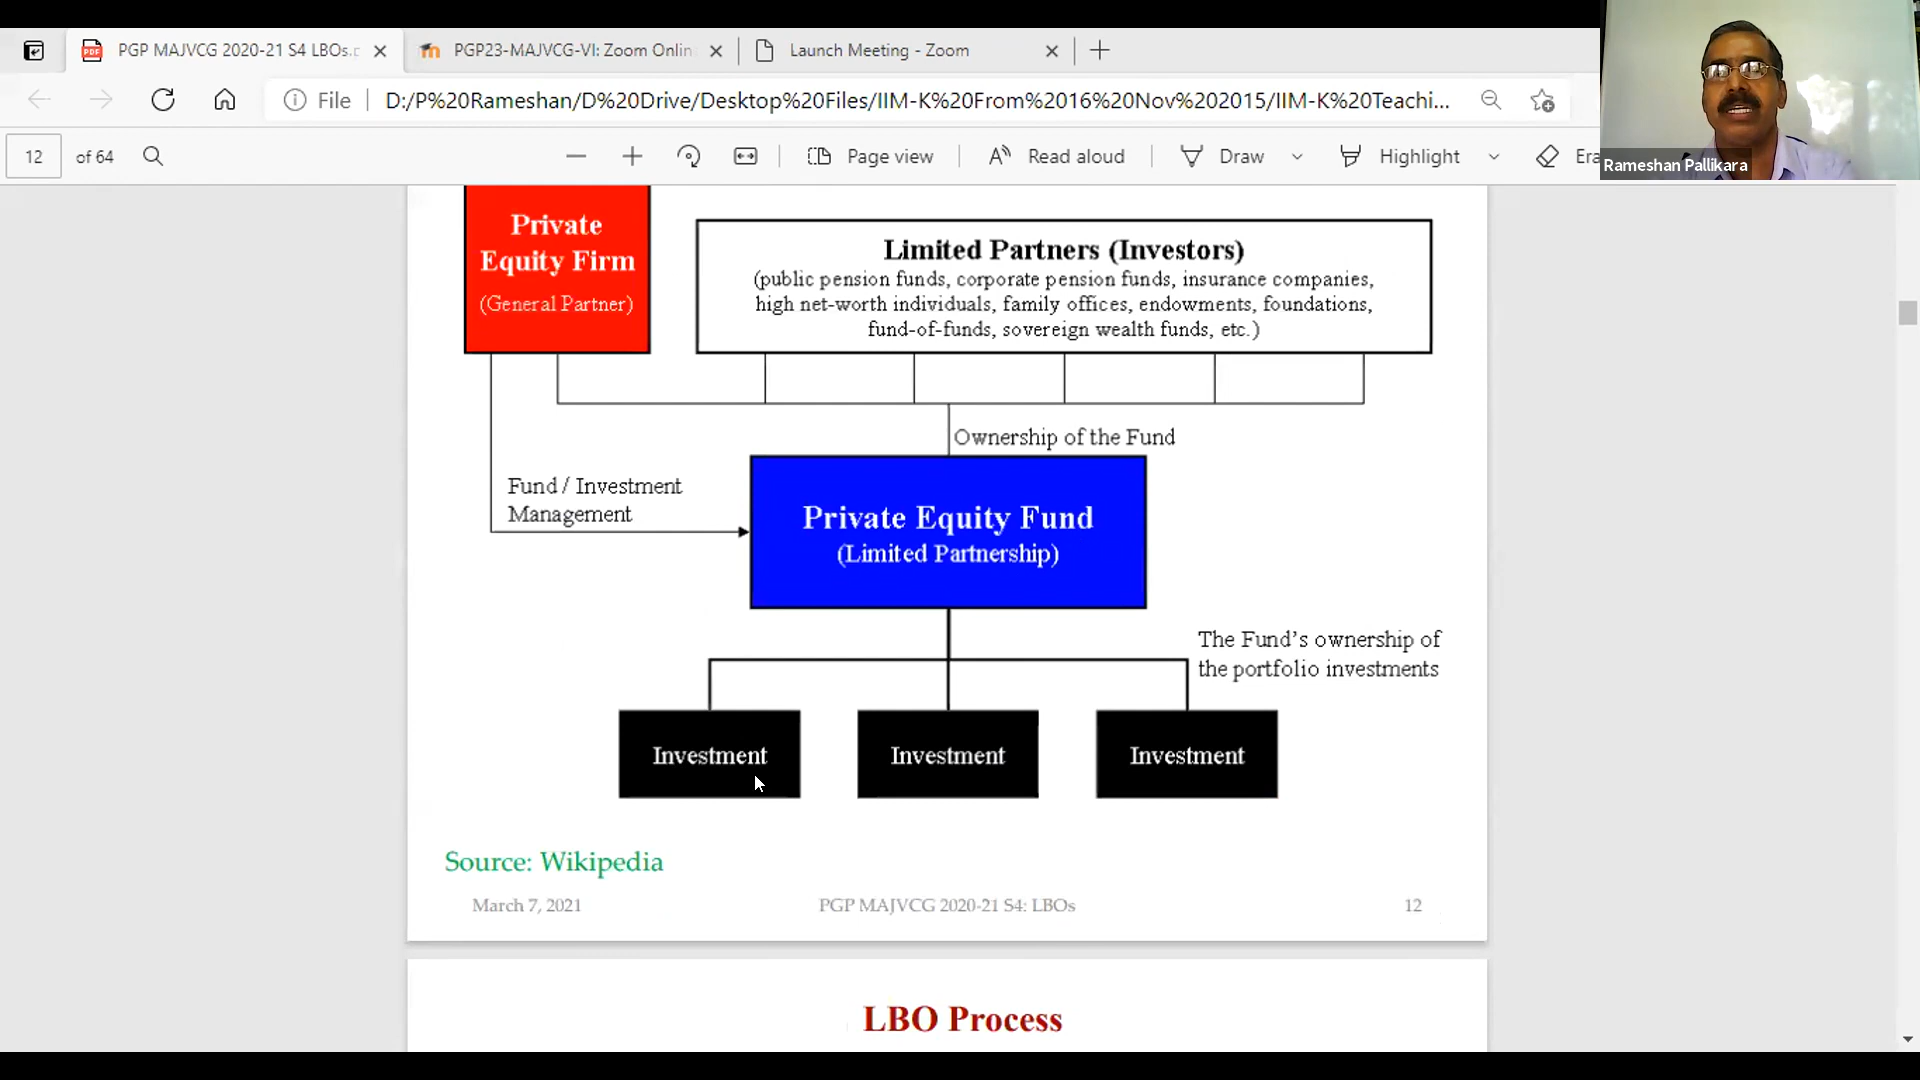 PGP MAJVCG 2020-21 S4 LBOs.p
PGP23-MAJVCG-VI: Zoom Onlin
Launch Meeting - Zoom
File
D:/P%20Rameshan/D%20Drive/Desktop%20Files/IIM-K%20From%2016%20Nov%202015/IIM-K%20Teachi...
12 of 64
Page view
Read aloud
Draw
Highlight
Era
Rameshan Pallikara
Private
Equity Firm
(General Partner)
Limited Partners (Investors)
(public pension funds, corporate pension funds, insurance companies,
high net-worth individuals, family offices, endowments, foundations,
fund-of-funds, sovereign wealth funds, etc.)
Ownership of the Fund
Fund / Investment
Management
Private Equity Fund
(Limited Partnership)
The Fund's ownership of
the portfolio investments
Investment
Investment
Investment
Source: Wikipedia
March 7, 2021
PGP MAJVCG 2020-21 S4: LBOs
12
LBO Process